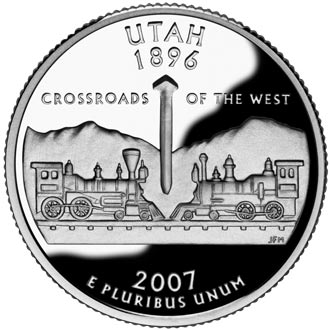 UTAH
1896
CROSSROADS OF THE WEST
JFM
2007
E PLURIBUS UNUM